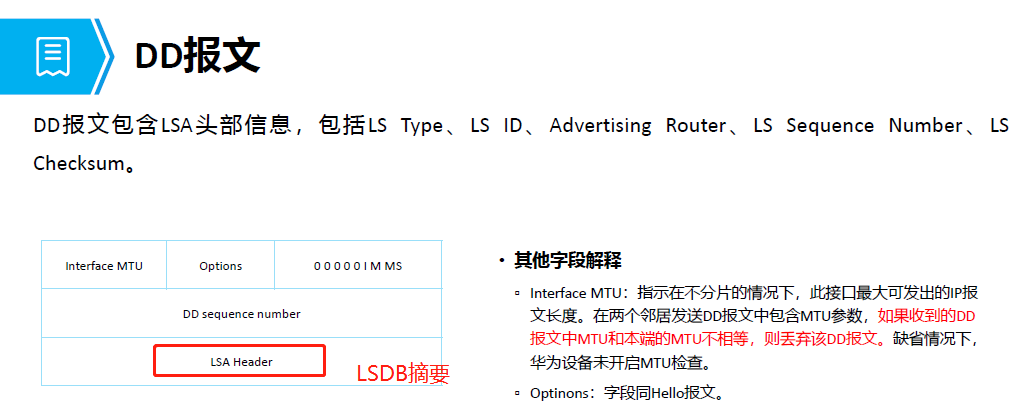 DD报文
DD报文包含LSA头部信息，包括LS Type、LS ID、Advertising Router、LS Sequence Number、LS
Checksum。
Interface MTU
Options
0 0 0 0 0 I M MS
DD sequence number
LSA Header
LSDB摘要
• 其他字段解释
▫ Interface MTU：指示在不分片的情况下，此接口最大可发出的IP报
文长度。在两个邻居发送DD报文中包含MTU参数，如果收到的DD
报文中MTU和本端的MTU不相等，则丢弃该DD报文。缺省情况下，
华为设备未开启MTU检查。
▫ Optinons：字段同Hello报文。